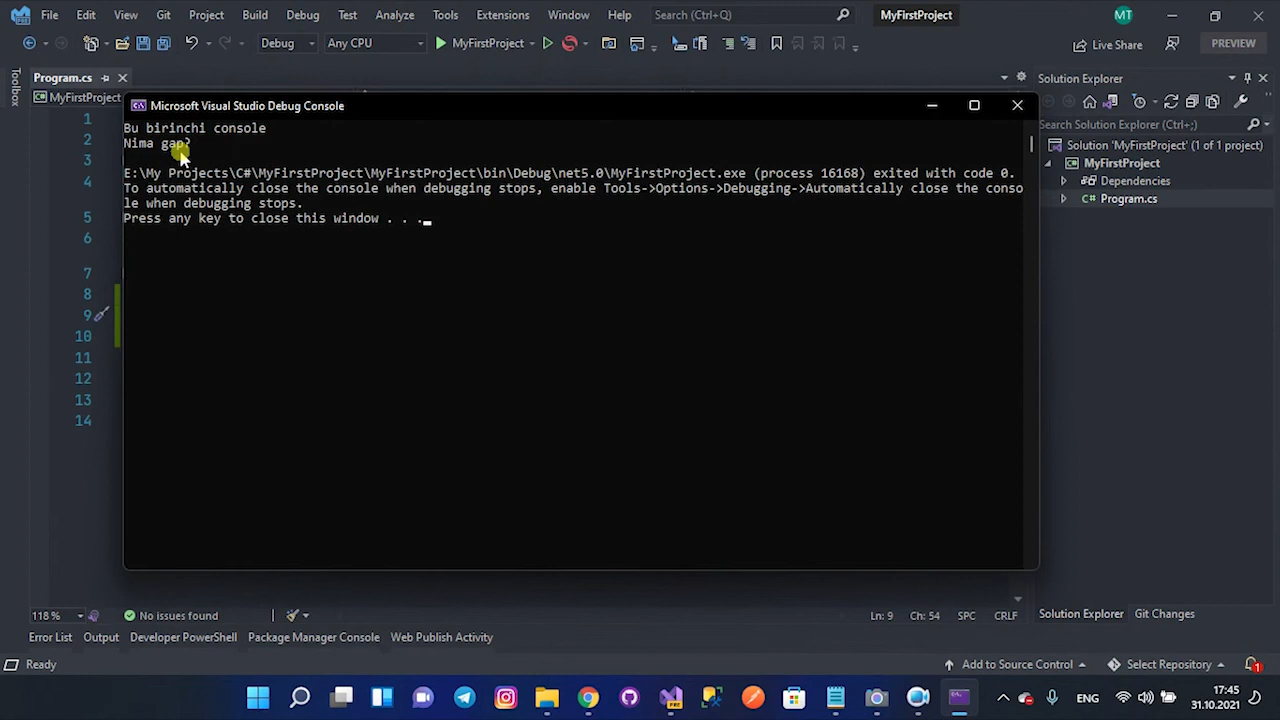 File Edit View Git Project Build Debug Test Analyze Tools Extensions Window Help Search (Ctrl+Q) MyFirstProject MT
Debug Any CPU MyFirstProject Live Share PREVIEW
Toolbox
Program.cs
MyFirstProject
Microsoft Visual Studio Debug Console
Bu birinchi console
Nima gap?
E:\My Projects\C#\MyFirstProject\MyFirstProject\bin\Debug\net5.0\MyFirstProject.exe (process 16168) exited with code 0.
To automatically close the console when debugging stops, enable Tools->Options->Debugging->Automatically close the conso
le when debugging stops.
Press any key to close this window . . .
1
2
3
4
5
6
7
8
9
10
11
12
13
14
Solution Explorer
Search Solution Explorer (Ctrl+;)
Solution 'MyFirstProject' (1 of 1 project)
MyFirstProject
Dependencies
C# Program.cs
118 % No issues found Ln: 9 Ch: 54 SPC CRLF
Solution Explorer Git Changes
Error List Output Developer PowerShell Package Manager Console Web Publish Activity
Ready Add to Source Control Select Repository 1
PRE ENG 17:45
31.10.2021